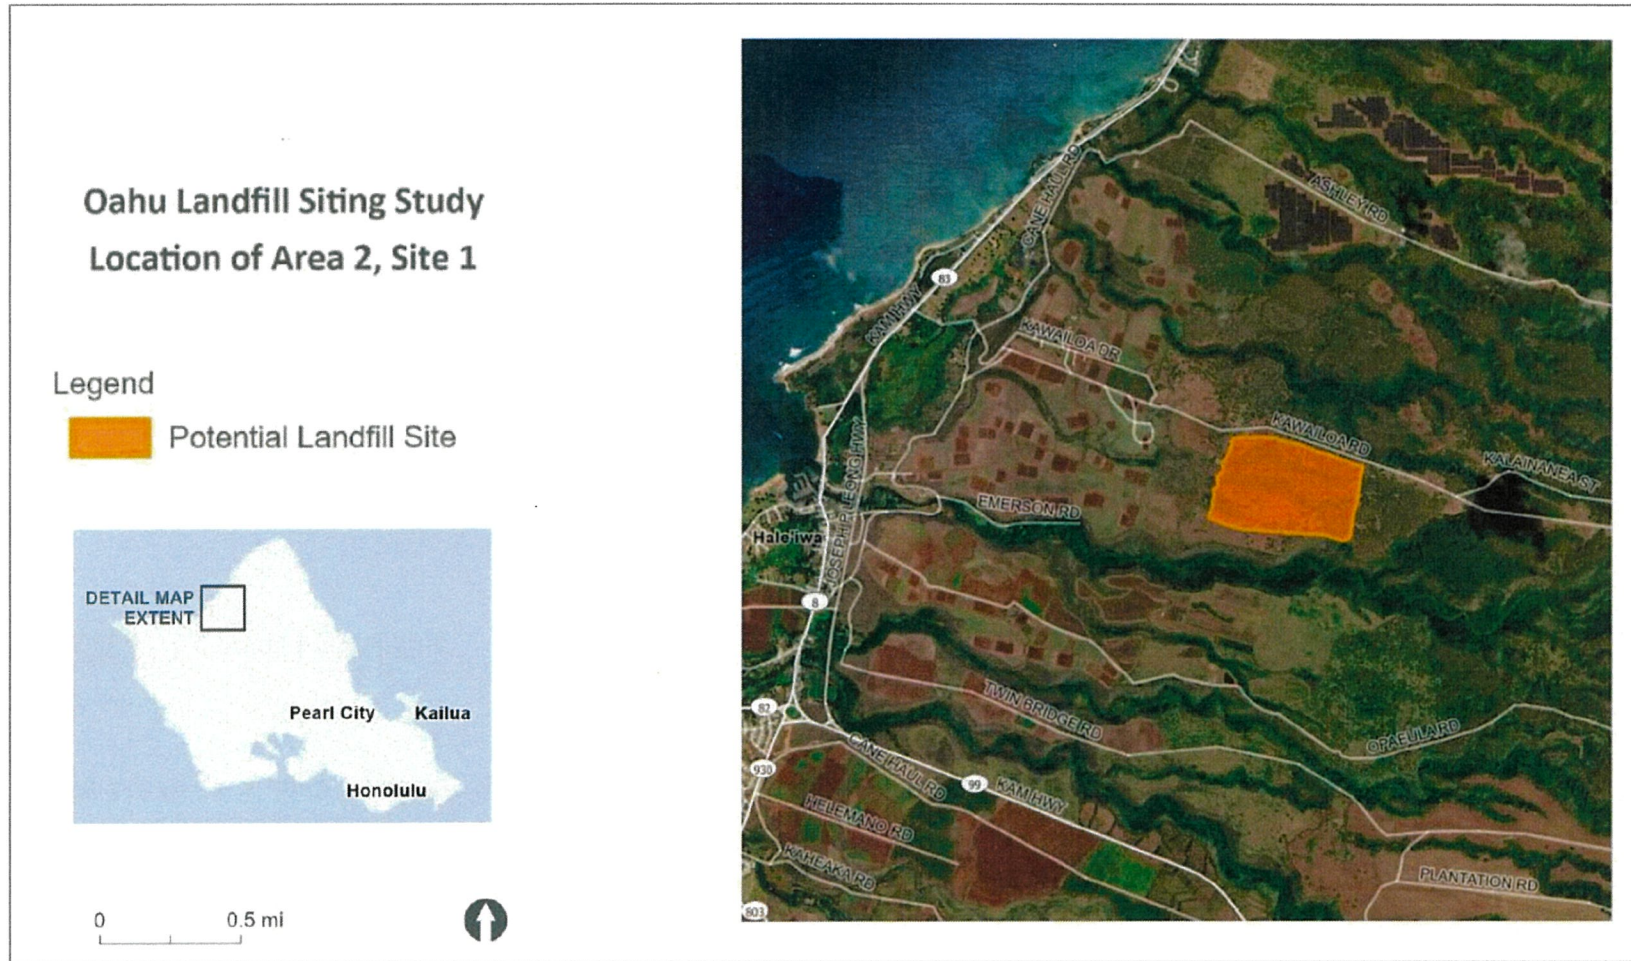 Oahu Landfill Siting Study
Location of Area 2, Site 1
Legend
Potential Landfill Site
DETAIL MAP
EXTENT
Pearl City
Kailua
Honolulu
0
0.5 mi
CANE HAUL RD
ASHLEY RD
83
KAM HWY
KAWAILOA DR
KAWAILOA RD
KALAINANEA ST
JOSEPH P LEONG HWY
EMERSON RD
Hale'iwa
8
TWIN BRIDGE RD
OPAEULA RD
82
930
CANE HAUL RD
99
KAM HWY
HELEMANO RD
KAHEAKA RD
PLANTATION RD
803